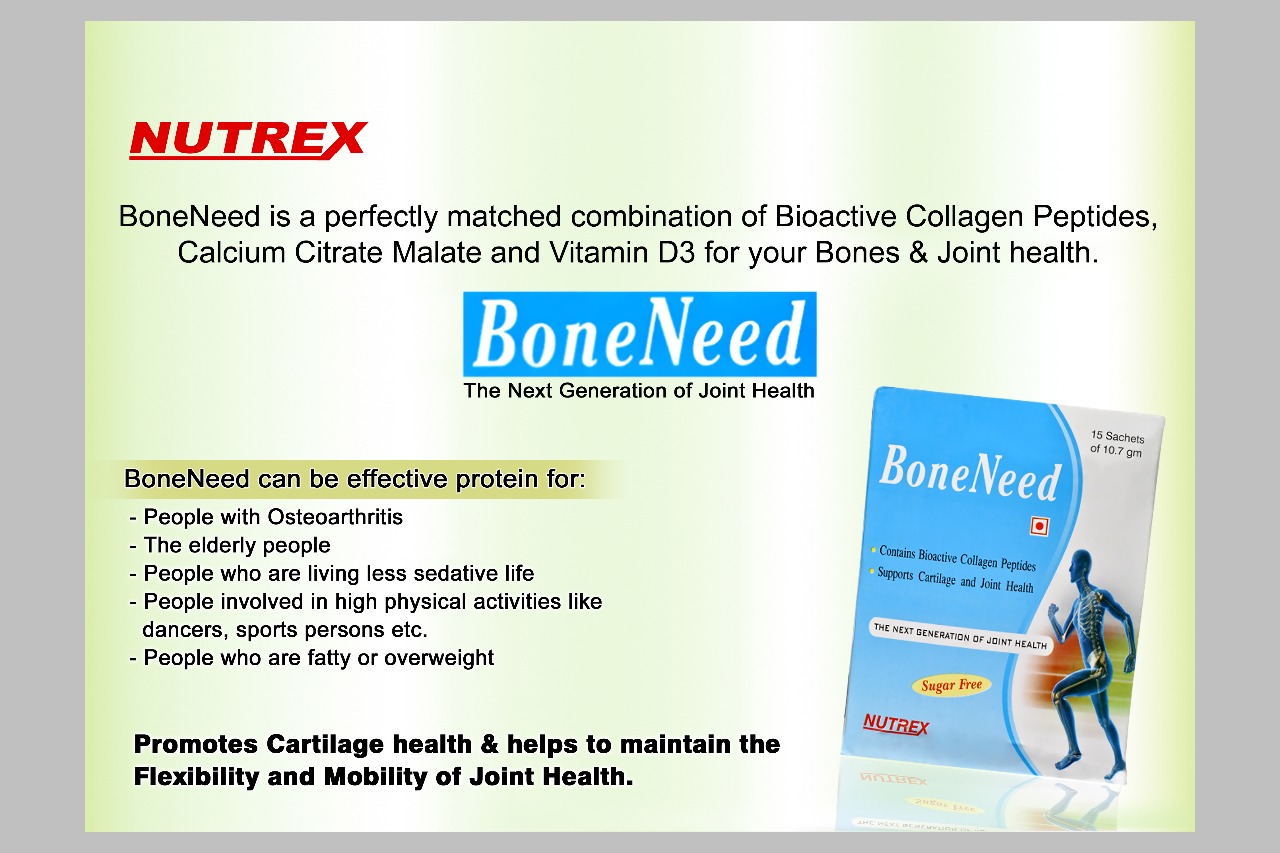 NUTREX
BoneNeed is a perfectly matched combination of Bioactive Collagen Peptides,
Calcium Citrate Malate and Vitamin D3 for your Bones & Joint health.
BoneNeed
The Next Generation of Joint Health
BoneNeed can be effective protein for:
- People with Osteoarthritis
- The elderly people
- People who are living less sedative life
- People involved in high physical activities like
dancers, sports persons etc.
- People who are fatty or overweight
Promotes Cartilage health & helps to maintain the
Flexibility and Mobility of Joint Health.
15 Sachets
of 10.7 gm
BoneNeed
• Contains Bioactive Collagen Peptides
• Supports Cartilage and Joint Health
THE NEXT GENERATION OF JOINT HEALTH
Sugar Free
NUTREX